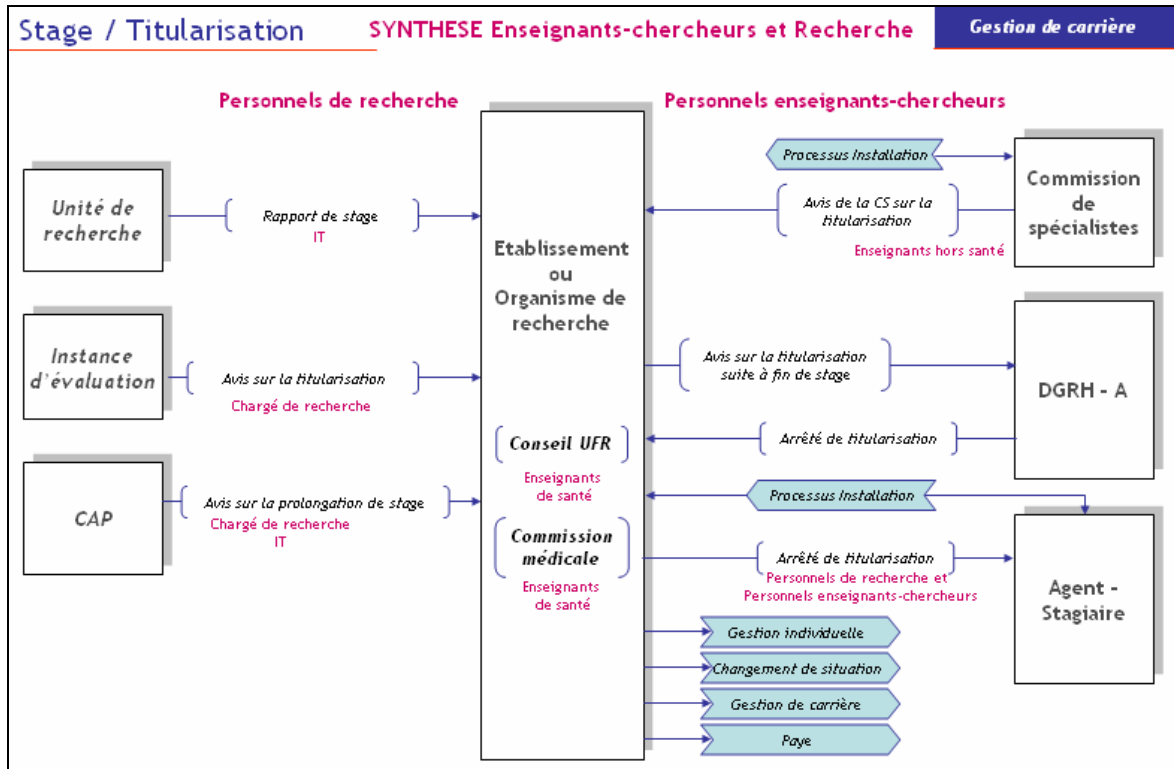 Stage / Titularisation
SYNTHESE Enseignants-chercheurs et Recherche
Gestion de carrière
Personnels de recherche
Personnels enseignants-chercheurs
Unité de
recherche
Rapport de stage
IT
Instance
d'évaluation
Avis sur la titularisation
Chargé de recherche
CAP
Avis sur la prolongation de stage
Chargé de recherche
IT
Etablissement
ou
Organisme de
recherche
Conseil UFR
Enseignants
de santé
Commission
médicale
Enseignants
de santé
Processus Installation
Avis de la CS sur la
titularisation
Enseignants hors santé
Commission
de
spécialistes
Avis sur la titularisation
suite à fin de stage
Arrêté de titularisation
DGRH - A
Processus Installation
Arrêté de titularisation
Personnels de recherche et
Personnels enseignants-chercheurs
Agent -
Stagiaire
Gestion individuelle
Changement de situation
Gestion de carrière
Paye